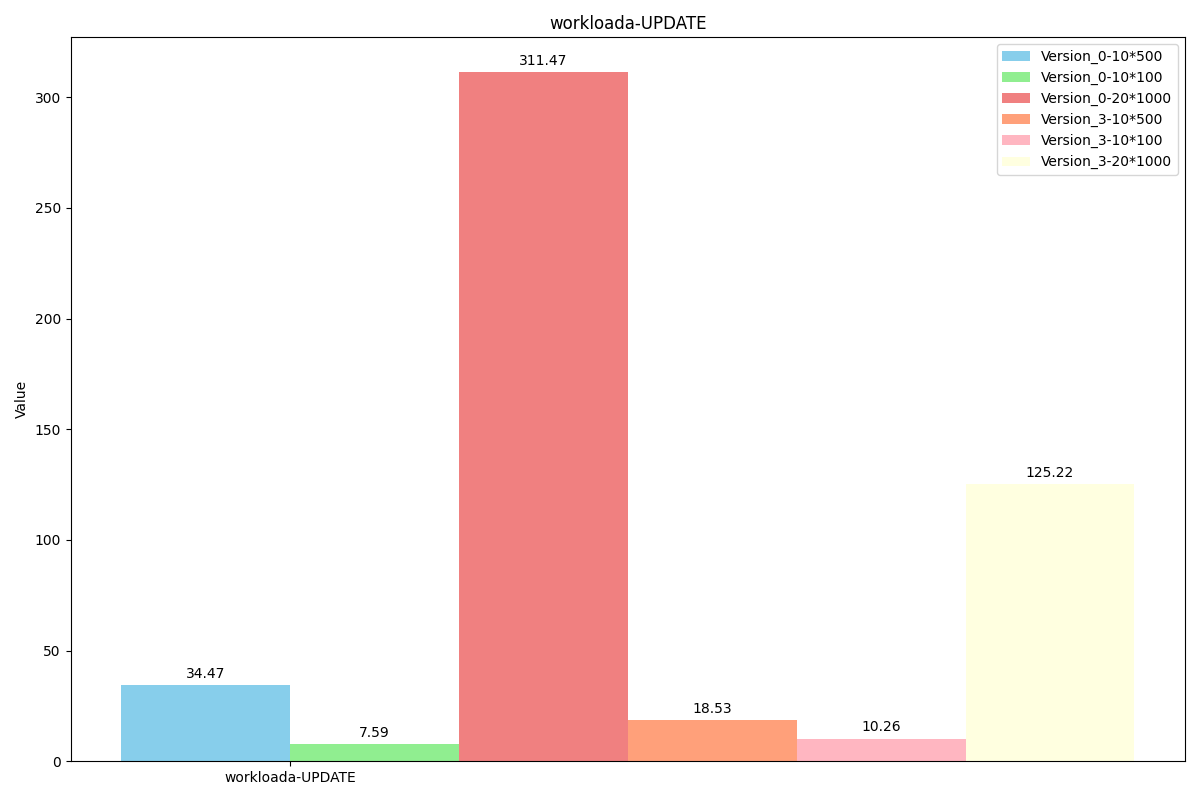 workloada-UPDATE
Version_0-10*500
Version_0-10*100
Version_0-20*1000
Version_3-10*500
Version_3-10*100
Version_3-20*1000
Value
300
250
200
150
100
50
0
311.47
125.22
34.47
18.53
10.26
7.59
workloada-UPDATE